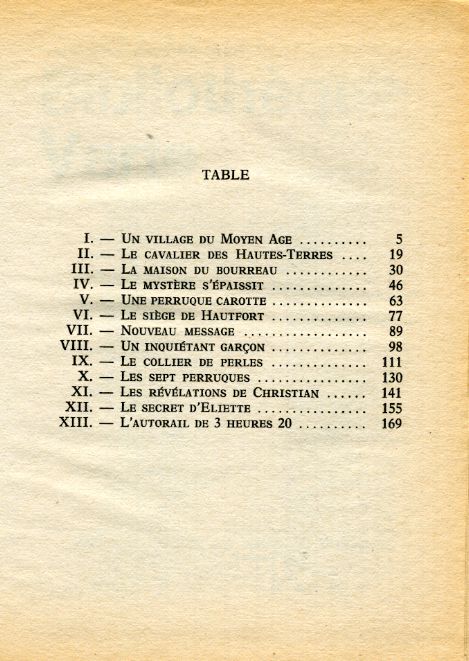 TABLE
I. — Un village du Moyen Age .......... 5
II. — Le cavalier des Hautes-Terres .... 19
III. — La maison du bourreau ............ 30
IV. — Le mystère s'épaissit ............... 46
V. — Une perruque carotte ............... 63
VI. — Le siège de Hautfort ............... 77
VII. — Nouveau message ................... 89
VIII. — Un inquiétant garçon .............. 98
IX. — Le collier de perles ............... 111
X. — Les sept perruques ................. 130
XI. — Les révélations de Christian ...... 141
XII. — Le secret d'Eliette ................. 155
XIII. — L'autorail de 3 heures 20 .......... 169